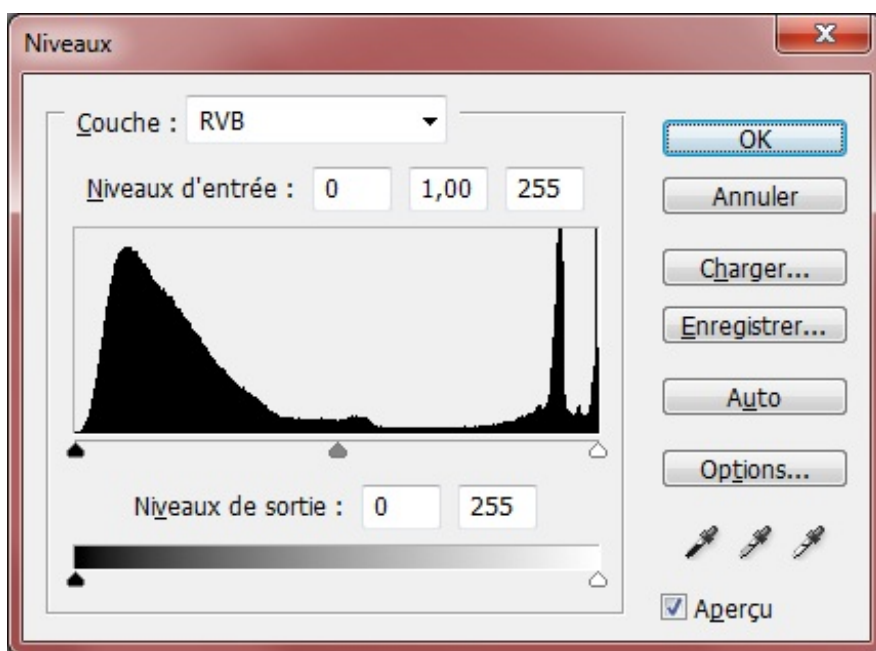 Niveaux
Couche : RVB
Niveaux d'entrée : 0 1,00 255
Niveaux de sortie : 0 255
OK
Annuler
Charger...
Enregistrer...
Auto
Options...
Aperçu